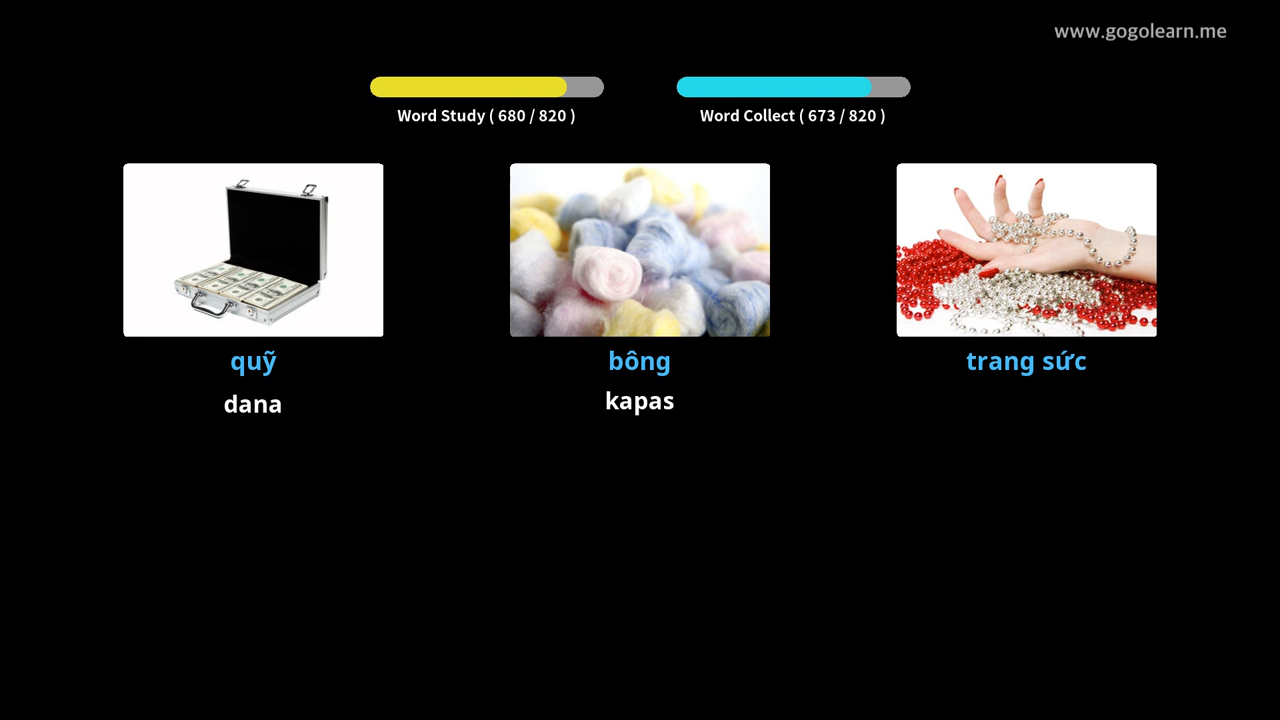 www.gogolearn.me
Word Study ( 680 / 820 )
Word Collect ( 673 / 820 )
quỹ
dana
bông
kapas
trang sức